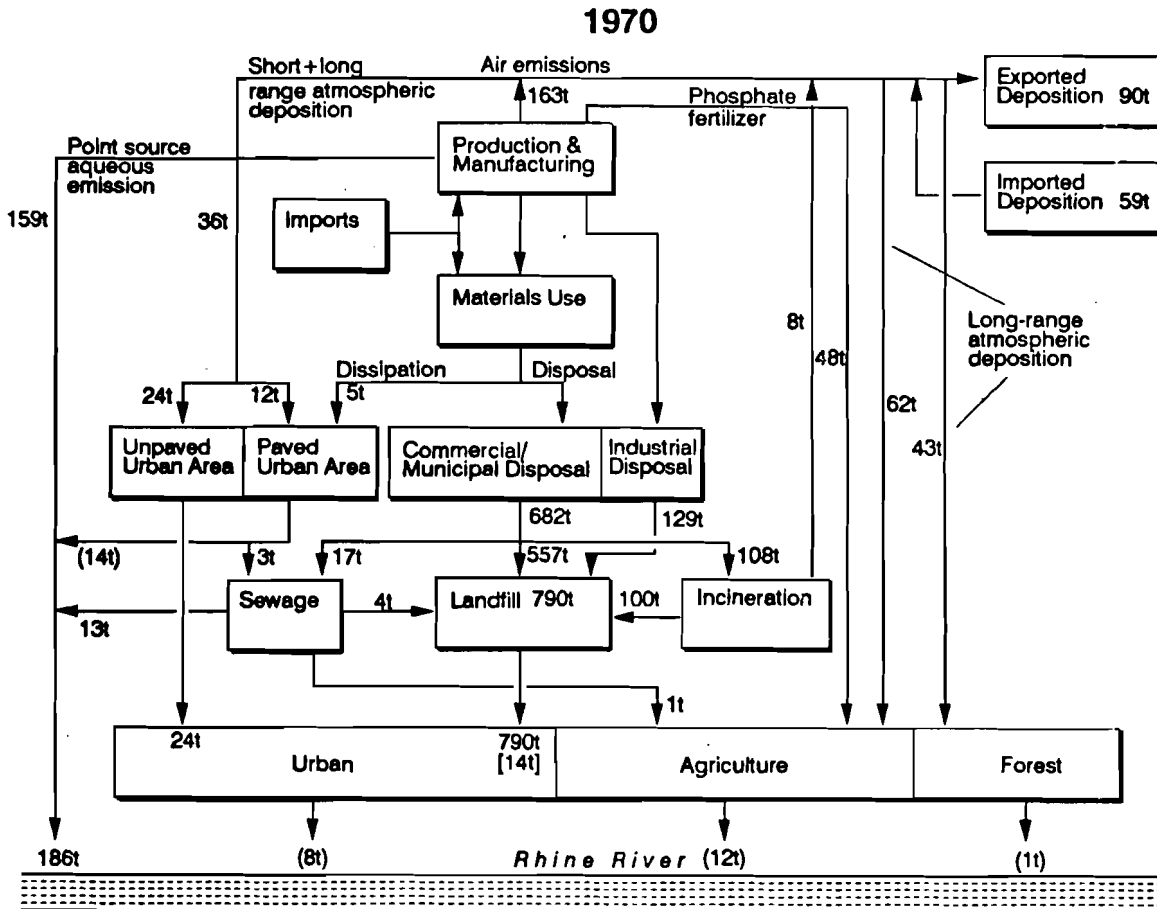 1970
Short+long
range atmospheric
deposition
Air emissions
163t
Phosphate
fertilizer
Exported
Deposition 90t
Point source
aqueous
emission
Production &
Manufacturing
Imported
Deposition 59t
159t
36t
Imports
Materials Use
8t
48t
Long-range
atmospheric
deposition
Dissipation
Disposal
24t
12t
5t
62t
43t
Unpaved
Urban Area
Paved
Urban Area
Commercial/
Municipal Disposal
Industrial
Disposal
682t
129t
(14t)
3t
17t
557t
108t
Sewage
4t
Landfill 790t
100t
Incineration
13t
1t
24t
790t
[14t]
Urban
Agriculture
Forest
186t
(8t)
Rhine River
(12t)
(1t)